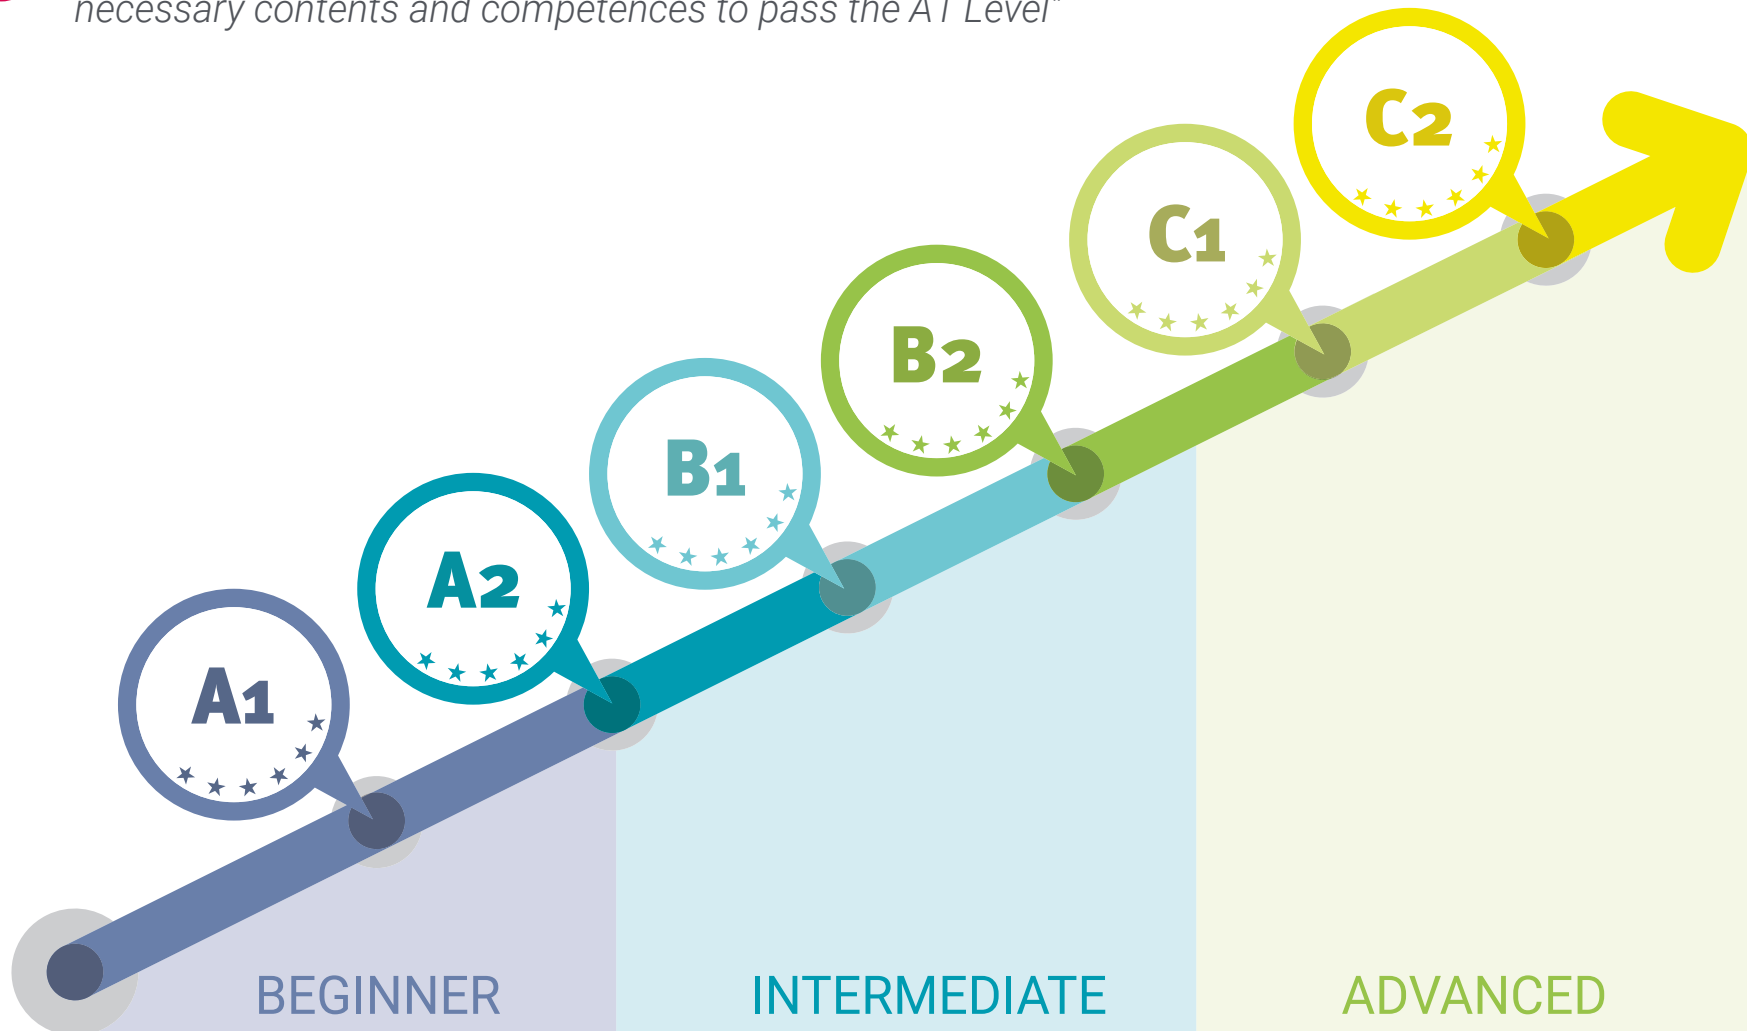 necessary contents and competences to pass the A1 Level"
C2
C1
B2
B1
A2
A1
BEGINNER INTERMEDIATE ADVANCED